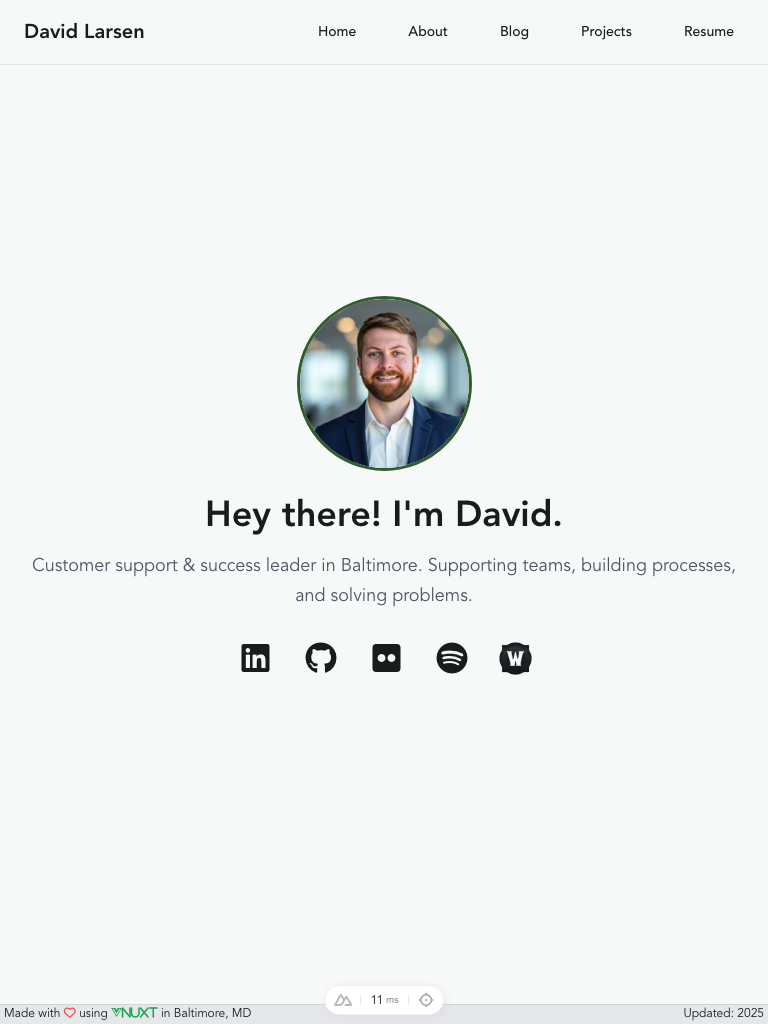 David Larsen
Home About Blog Projects Resume
Hey there! I'm David.
Customer support & success leader in Baltimore. Supporting teams, building processes,
and solving problems.
in
W
Made with using NUXT in Baltimore, MD
11 ms
Updated: 2025